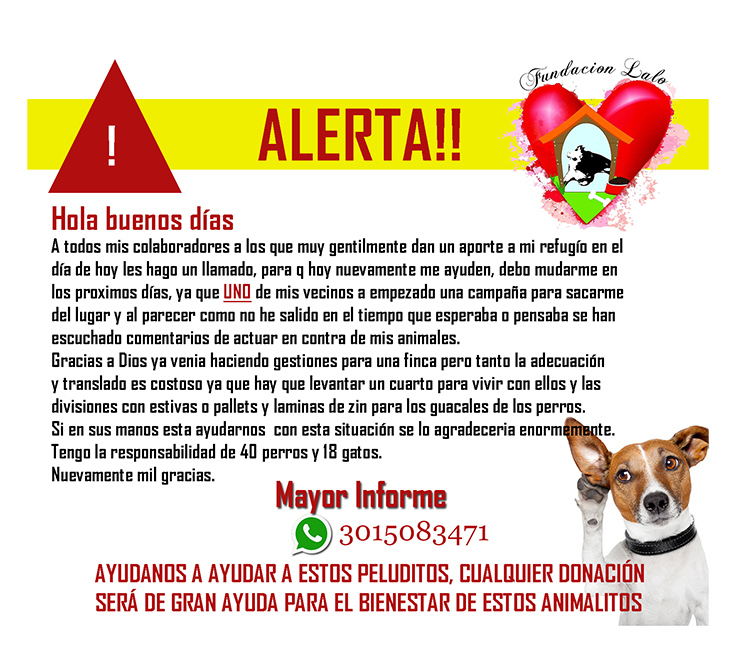 Fundacion Lalo
!
ALERTA!!
Hola buenos días
A todos mis colaboradores a los que muy gentilmente dan un aporte a mi refugío en el
día de hoy les hago un llamado, para q hoy nuevamente me ayuden, debo mudarme en
los proximos días, ya que UNO de mis vecinos a empezado una campaña para sacarme
del lugar y al parecer como no he salido en el tiempo que esperaba o pensaba se han
escuchado comentarios de actuar en contra de mis animales.
Gracias a Dios ya venia haciendo gestiones para una finca pero tanto la adecuación
y translado es costoso ya que hay que levantar un cuarto para vivir con ellos y las
divisiones con estivas o pallets y laminas de zin para los guacales de los perros.
Si en sus manos esta ayudarnos con esta situación se lo agradeceria enormemente.
Tengo la responsabilidad de 40 perros y 18 gatos.
Nuevamente mil gracias.
Mayor Informe
3015083471
AYUDANOS A AYUDAR A ESTOS PELUDITOS, CUALQUIER DONACIÓN
SERÁ DE GRAN AYUDA PARA EL BIENESTAR DE ESTOS ANIMALITOS